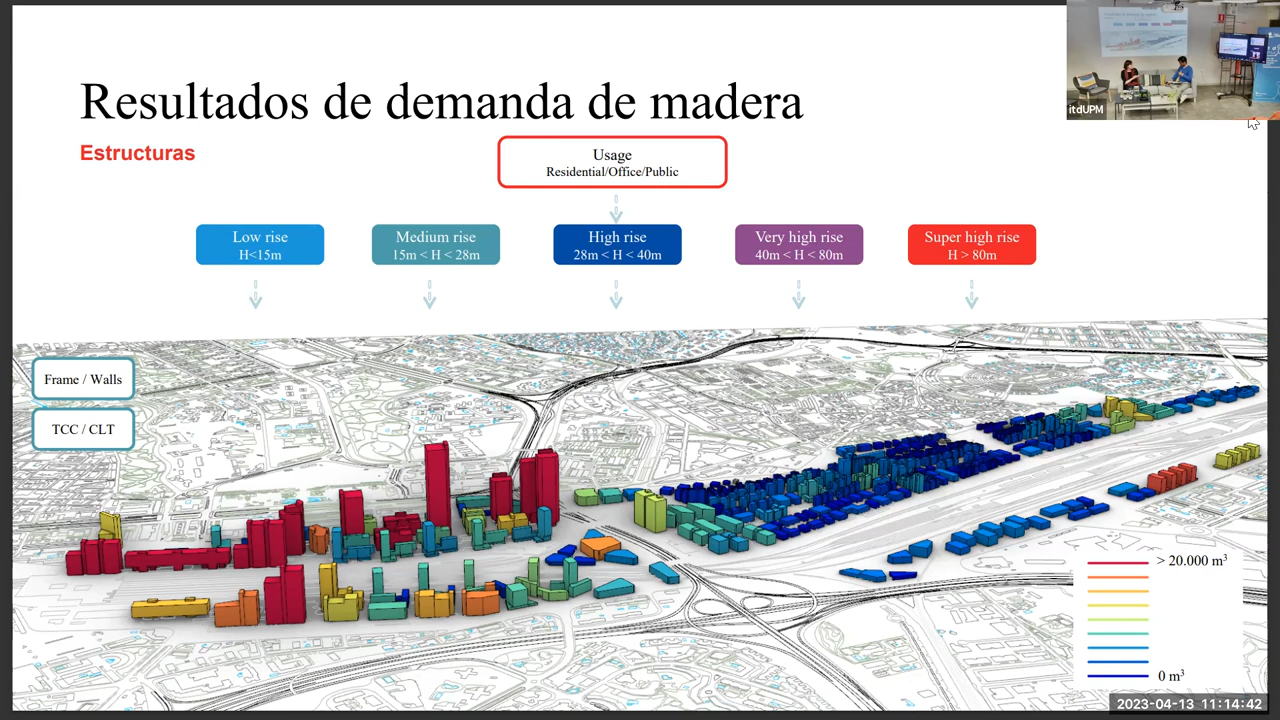 Resultados de demanda de madera
Estructuras
Usage
Residential/Office/Public
Low rise
H<15m
Medium rise
15m < H < 28m
High rise
28m < H < 40m
Very high rise
40m < H < 80m
Super high rise
H > 80m
Frame / Walls
TCC / CLT
> 20.000 m³
0 m³
itdUPM
2023-04-13 11:14:42